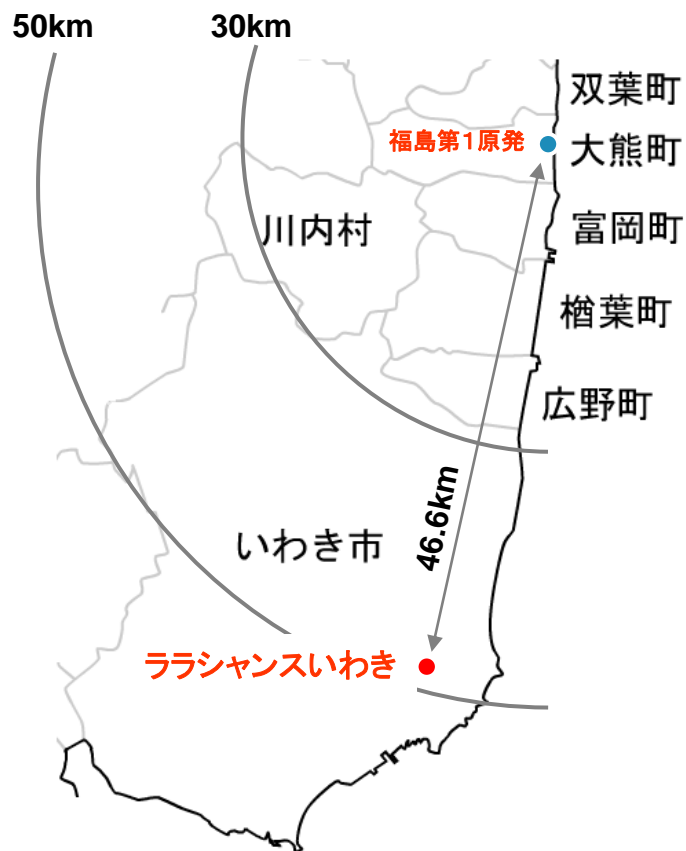 50km
30km
双葉町
福島第1原発
大熊町
川内村
富岡町
楢葉町
広野町
46.6km
いわき市
ララシャンスいわき